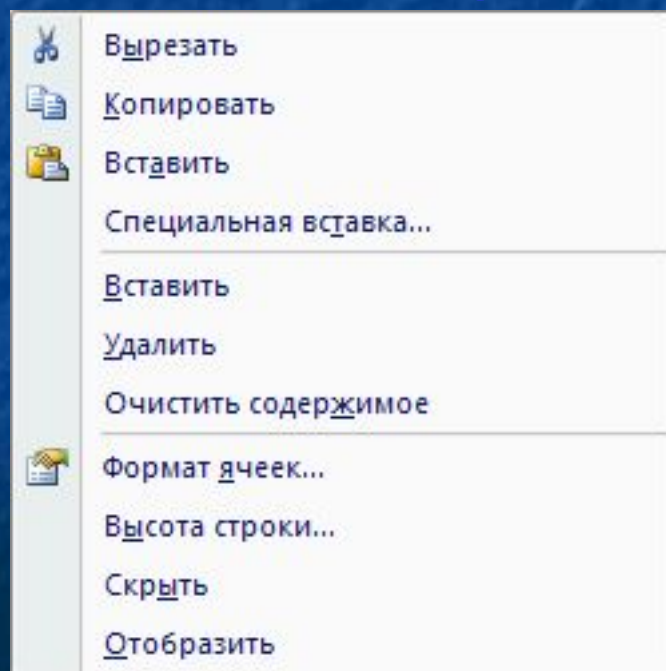 Вырезать
Копировать
Вставить
Специальная вставка...
Вставить
Удалить
Очистить содержимое
Формат ячеек...
Высота строки...
Скрыть
Отобразить